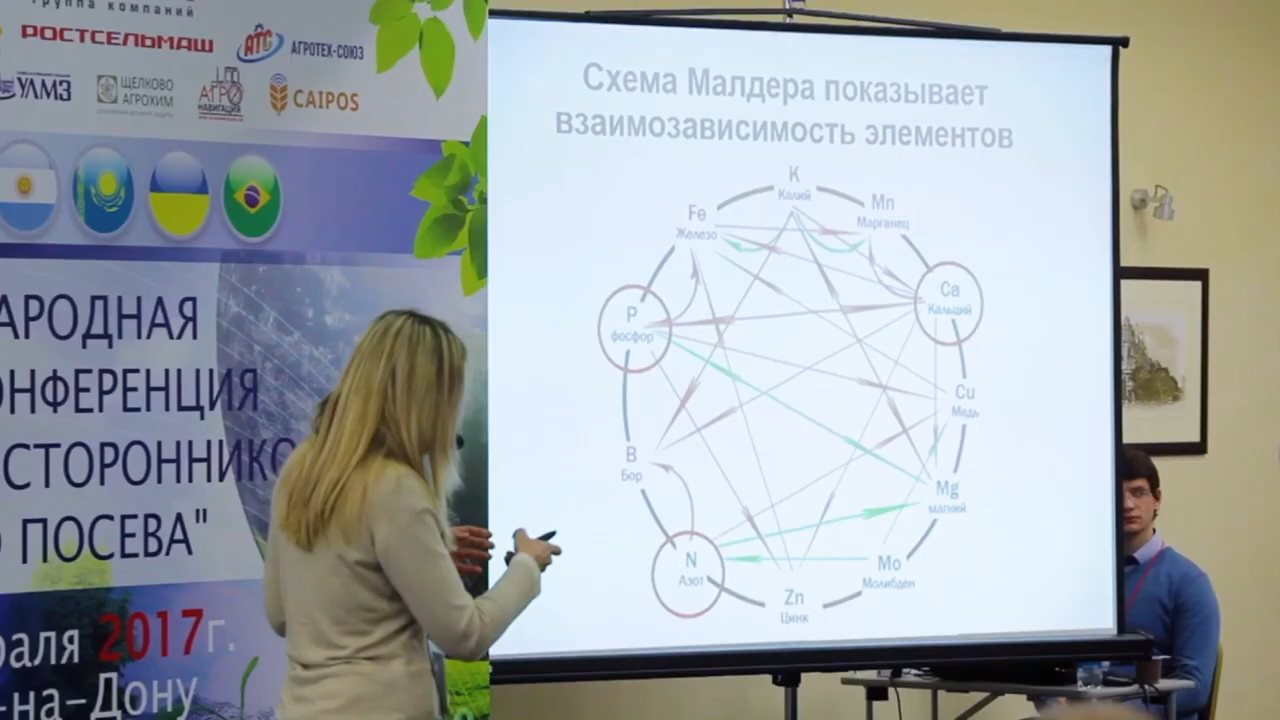 группа компаний
РОСТСЕЛЬМАШ
АТС АГРОТЕХ-СОЮЗ
УЛМЗ
ЩЕЛКОВО
АГРОХИМ
АГРО
НАВИГАЦИЯ
CAIPOS
АРОДНАЯ
ОНФЕРЕНЦИЯ
СТОРОННИКО
ПОСЕВА"
раля 2017г.
-на-Дону
Схема Малдера показывает
взаимозависимость элементов
K
Калий
Mn
Марганец
Fe
Железо
Ca
Кальций
P
фосфор
Cu
Медь
B
Бор
Mg
магний
N
Азот
Mo
Молибден
Zn
Цинк